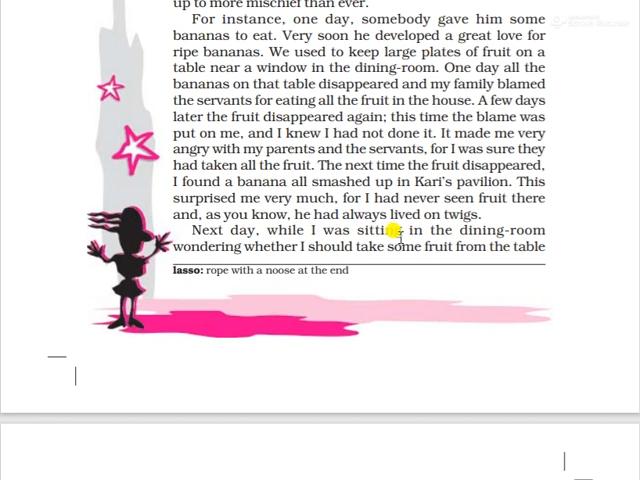 up to more mischief than ever.
For instance, one day, somebody gave him some
bananas to eat. Very soon he developed a great love for
ripe bananas. We used to keep large plates of fruit on a
table near a window in the dining-room. One day all the
bananas on that table disappeared and my family blamed
the servants for eating all the fruit in the house. A few days
later the fruit disappeared again; this time the blame was
put on me, and I knew I had not done it. It made me very
angry with my parents and the servants, for I was sure they
had taken all the fruit. The next time the fruit disappeared,
I found a banana all smashed up in Kari's pavilion. This
surprised me very much, for I had never seen fruit there
and, as you know, he had always lived on twigs.
Next day, while I was sitting in the dining-room
wondering whether I should take some fruit from the table
lasso: rope with a noose at the end